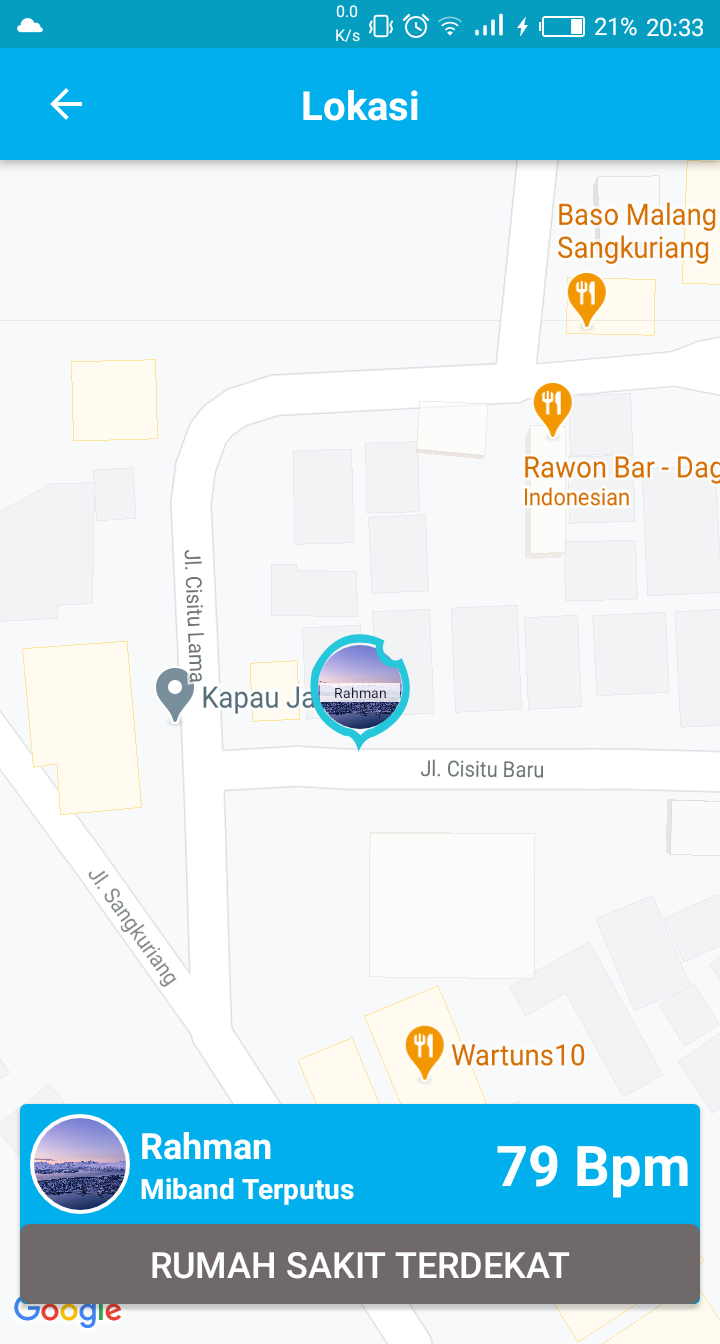 0.0
K/s
21% 20:33
Lokasi
Baso Malang
Sangkuriang
Rawon Bar - Dag
Indonesian
Jl. Cisitu Lama
Kapau Ja
Rahman
Jl. Cisitu Baru
Jl. Sangkuriang
Wartuns10
Rahman
Miband Terputus
79 Bpm
RUMAH SAKIT TERDEKAT
Google